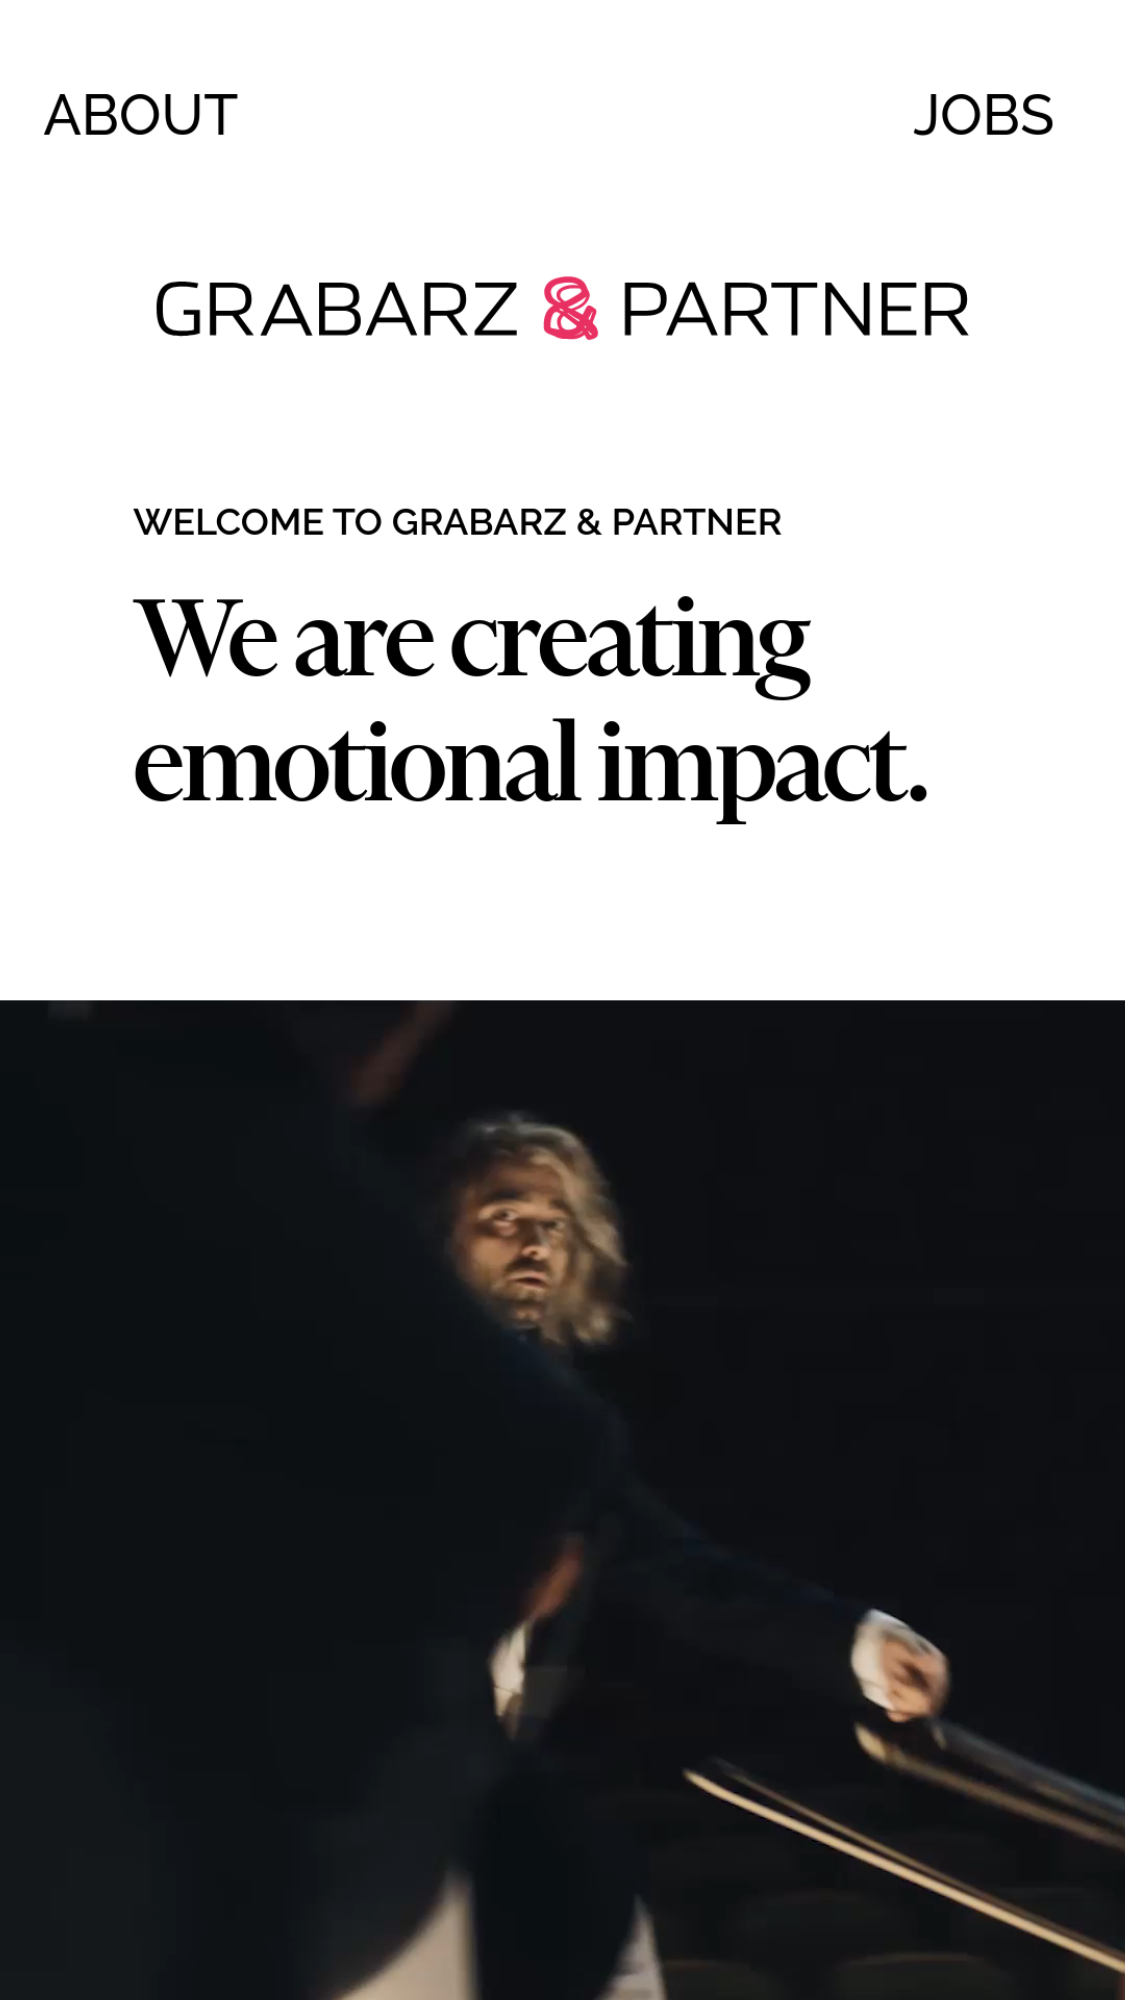 ABOUT
JOBS
GRABARZ & PARTNER
WELCOME TO GRABARZ & PARTNER
We are creating
emotional impact.